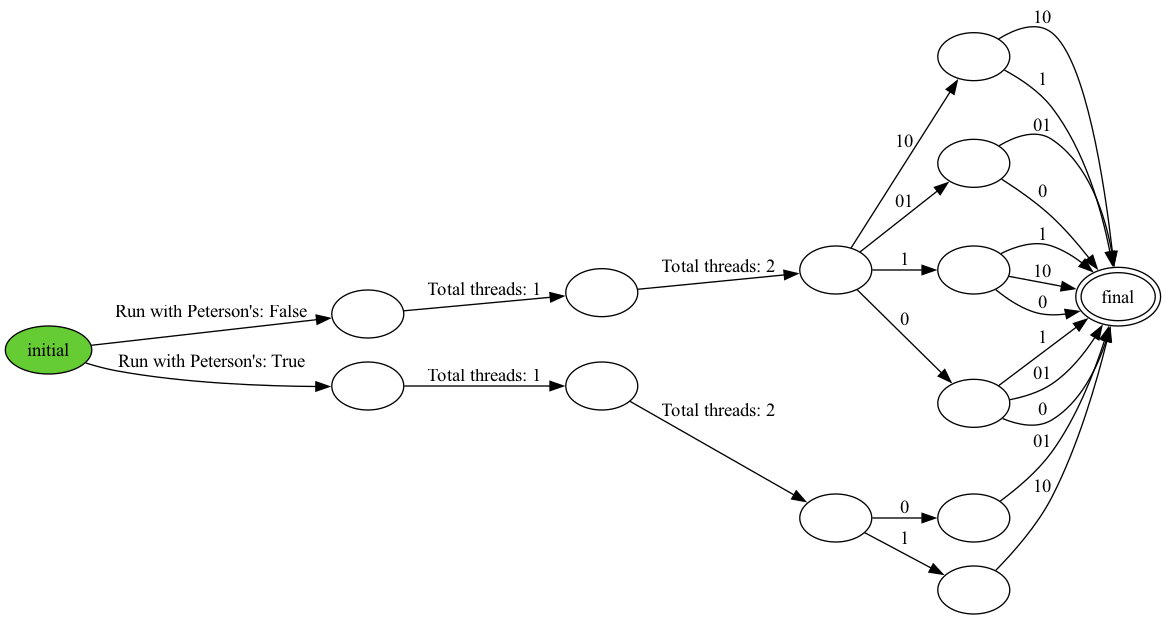 initial
Run with Peterson's: False
Run with Peterson's: True
Total threads: 1
Total threads: 1
Total threads: 2
Total threads: 2
10
01
1
0
0
1
10
1
01
0
1
10
0
1
01
0
01
10
final